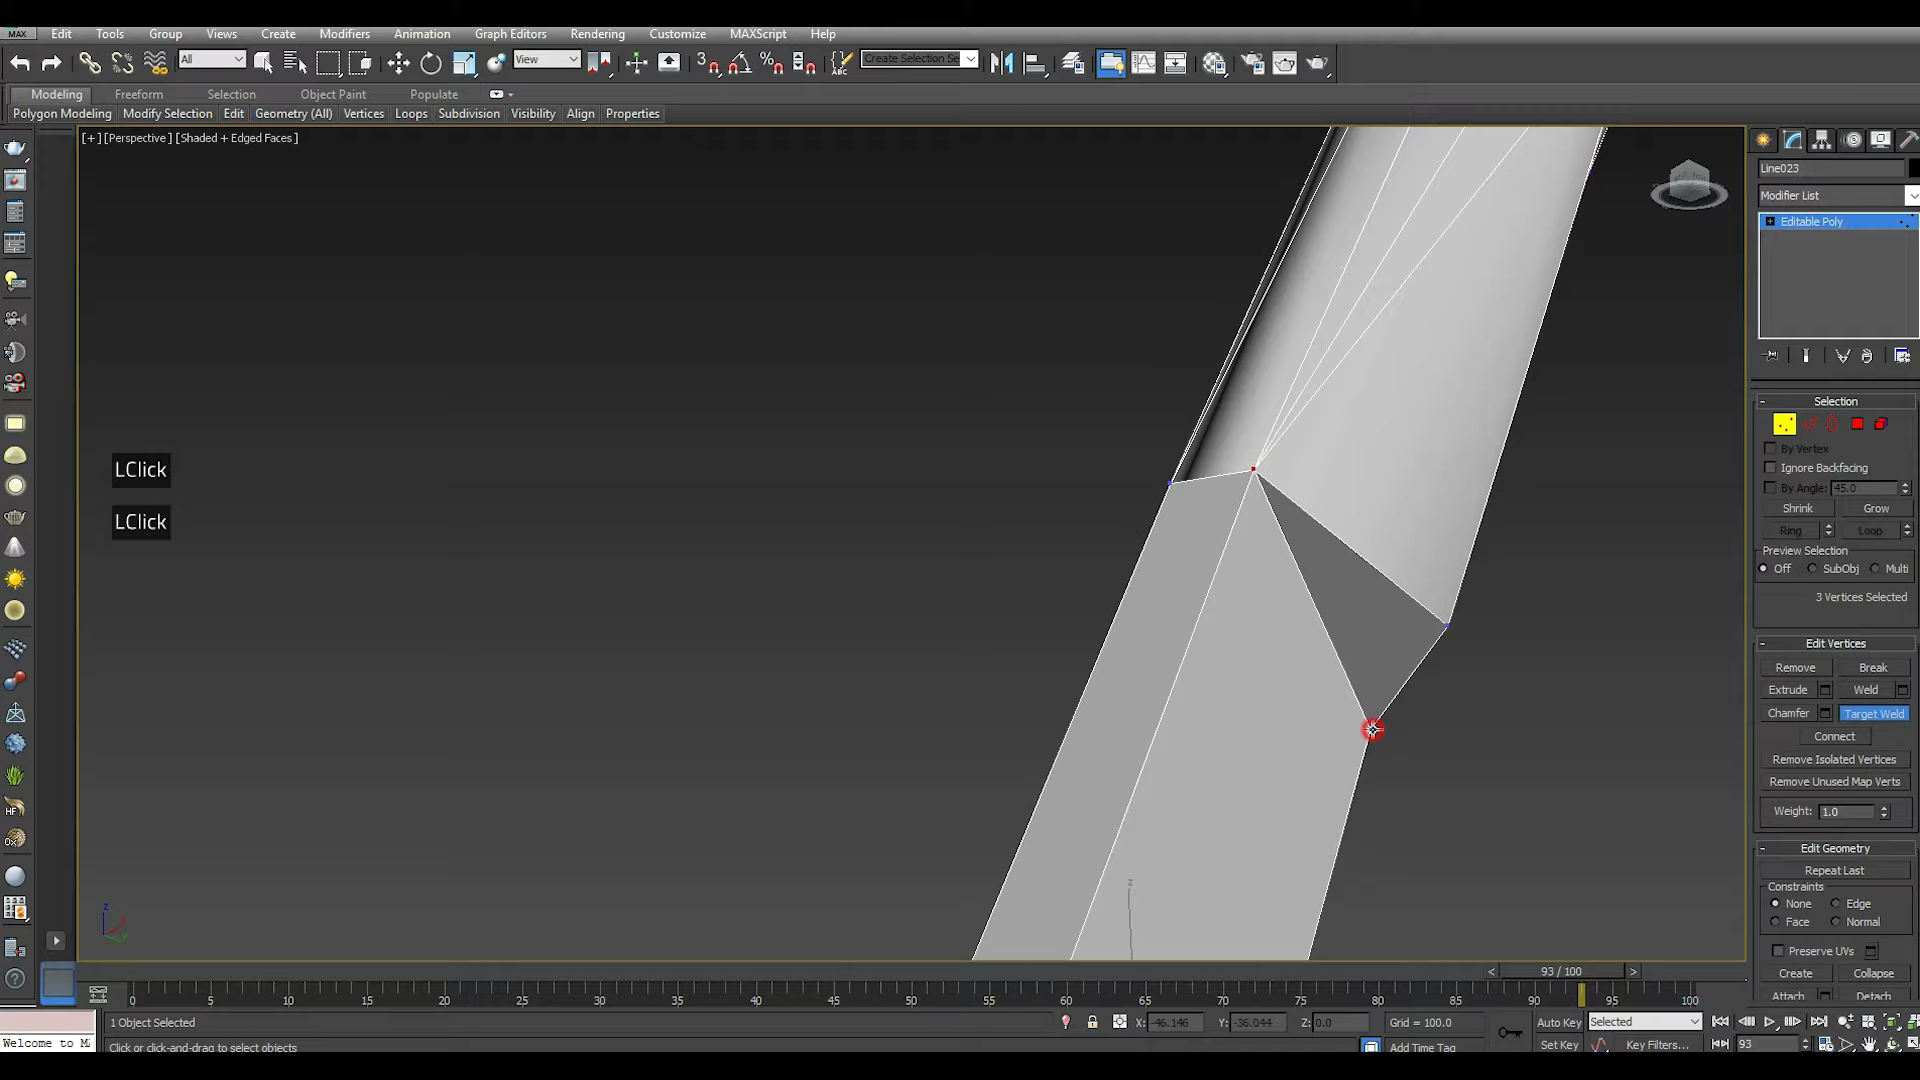 MAX Edit Tools Group Views Create Modifiers Animation Graph Editors Rendering Customize MAXScript Help
All View 3 ABC Create Selection Se
Modeling Freeform Selection Object Paint Populate
Polygon Modeling Modify Selection Edit Geometry (All) Vertices Loops Subdivision Visibility Align Properties
[+] [Perspective ] [Shaded + Edged Faces ]
Line023
Modifier List
Editable Poly
Selection
By Vertex
Ignore Backfacing
By Angle: 45.0
Shrink Grow
Ring Loop
Preview Selection
Off SubObj Multi
3 Vertices Selected
Edit Vertices
Remove Break
Extrude Weld
Chamfer Target Weld
Connect
Remove Isolated Vertices
Remove Unused Map Verts
Weight: 1.0
Edit Geometry
Repeat Last
Constraints
None Edge
Face Normal
Preserve UVs
Create Collapse
Attach Detach
LClick
LClick
HF
z
z
< 93 / 100 >
0 5 10 15 20 25 30 35 40 45 50 55 60 65 70 75 80 85 90 95 100
1 Object Selected X: -46.146 Y: -36.044 Z: 0.0 Grid = 100.0 Auto Key Selected
Welcome to Click or click-and-drag to select objects Add Time Tag Set Key Key Filters... 93